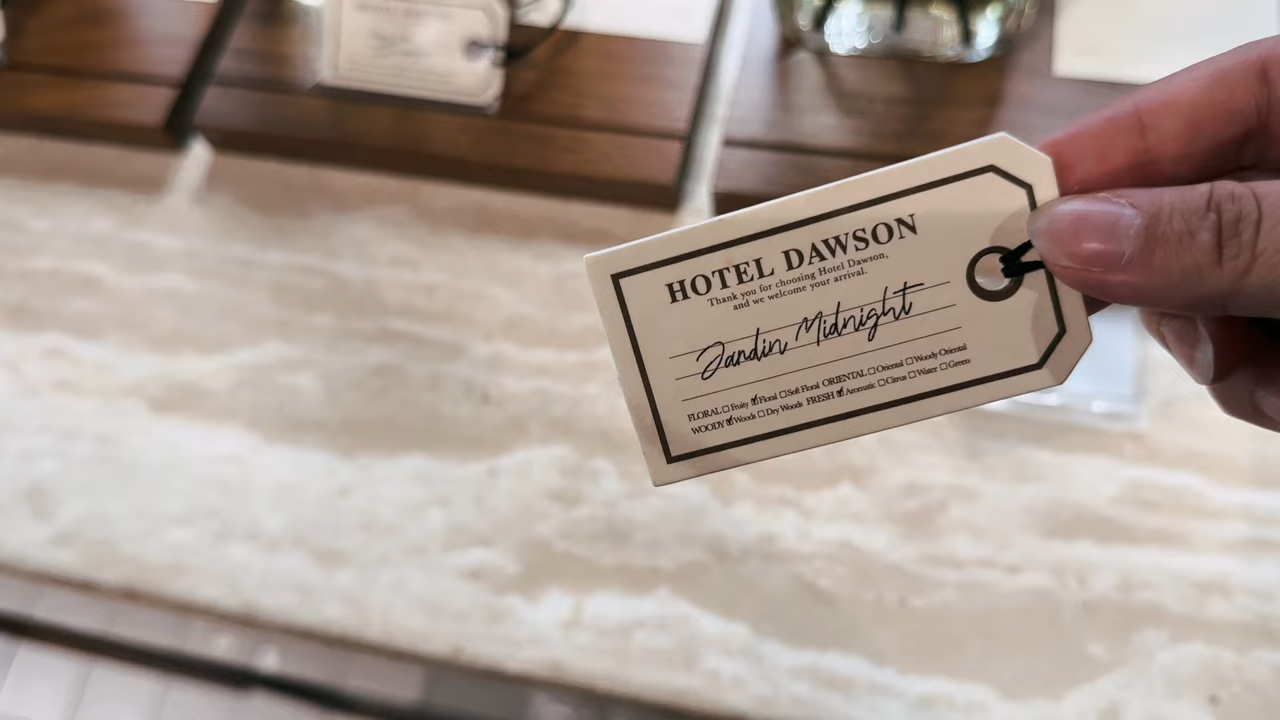 HOTEL DAWSON
Thank you for choosing Hotel Dawson,
and we welcome your arrival.
Jardin Midnight
FLORAL ☐ Fruity ☑ Floral ☐ Soft Floral ORIENTAL ☐ Oriental ☐ Woody Oriental
WOODY ☑ Woods ☐ Dry Woods FRESH ☑ Aromatic ☐ Citrus ☐ Water ☐ Green